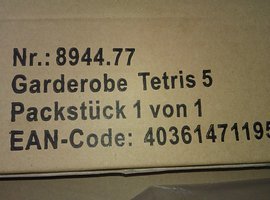 Nr.: 8944.77
Garderobe Tetris 5
Packstück 1 von 1
EAN-Code: 40361471195